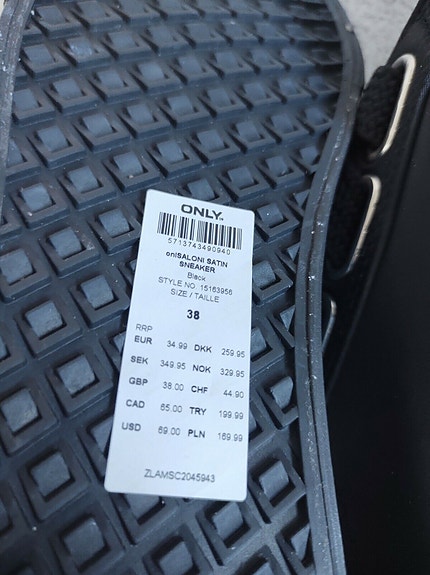 ONLY
5713743490940
onlSALONI SATIN
SNEAKER
Black
STYLE NO. 15163956
SIZE / TAILLE
38
RRP
EUR 34.99 DKK 259.95
SEK 349.95 NOK 329.95
GBP 38.00 CHF 44.90
CAD 65.00 TRY 199.99
USD 69.00 PLN 169.99
ZLAMSC2045943